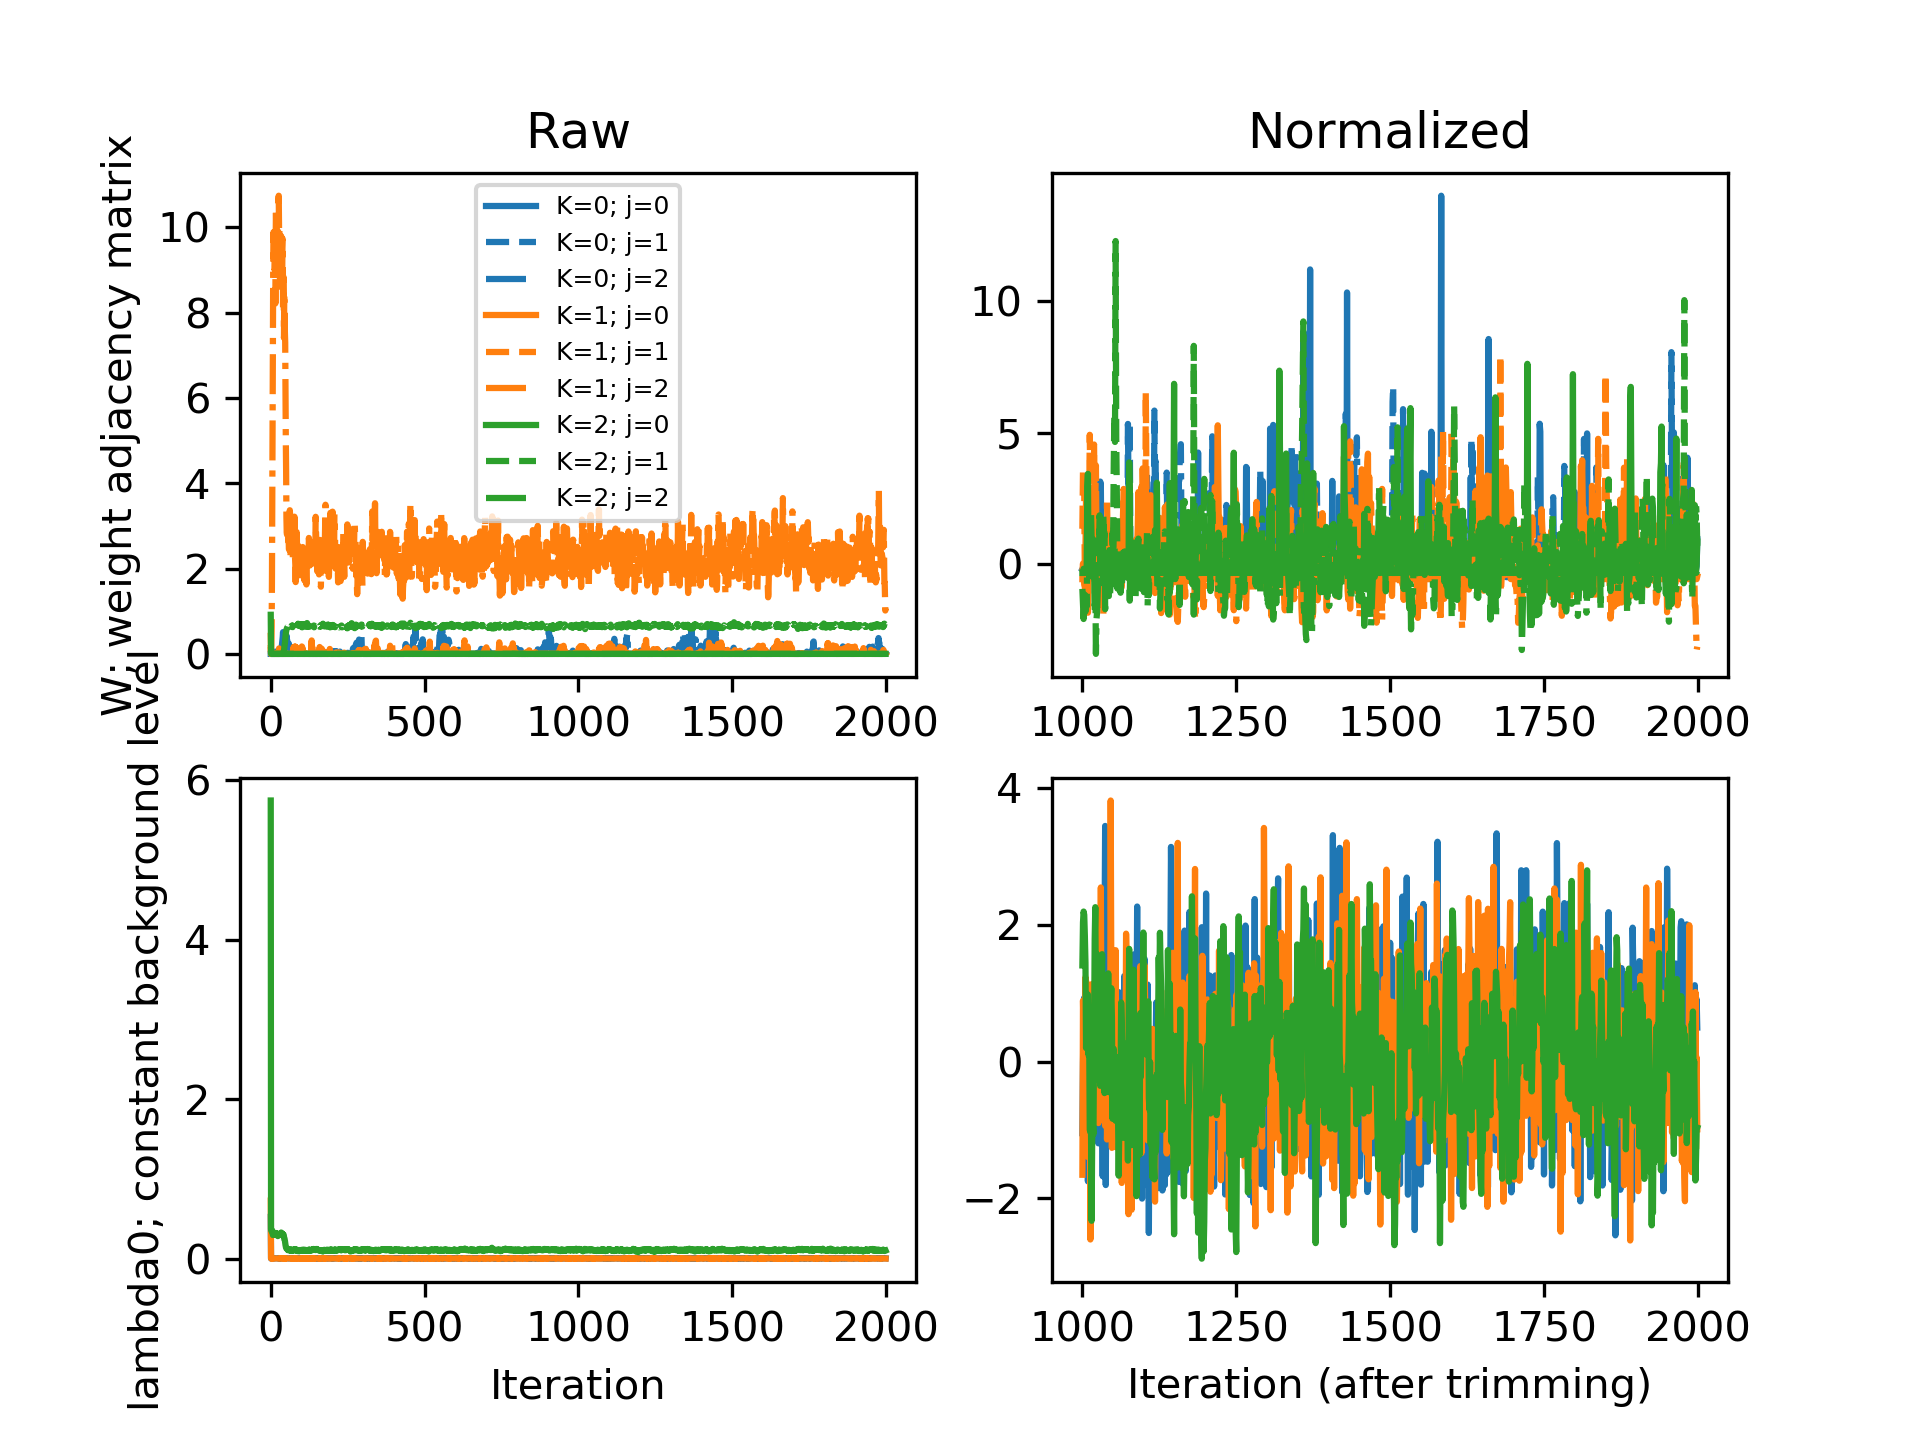 Raw
Normalized
W; weight adjacency matrix
10
8
6
4
2
0
K=0; j=0
K=0; j=1
K=0; j=2
K=1; j=0
K=1; j=1
K=1; j=2
K=2; j=0
K=2; j=1
K=2; j=2
0 500 1000 1500 2000
10
5
0
1000 1250 1500 1750 2000
lambda0; constant background level
6
4
2
0
0 500 1000 1500 2000
Iteration
4
2
0
−2
1000 1250 1500 1750 2000
Iteration (after trimming)